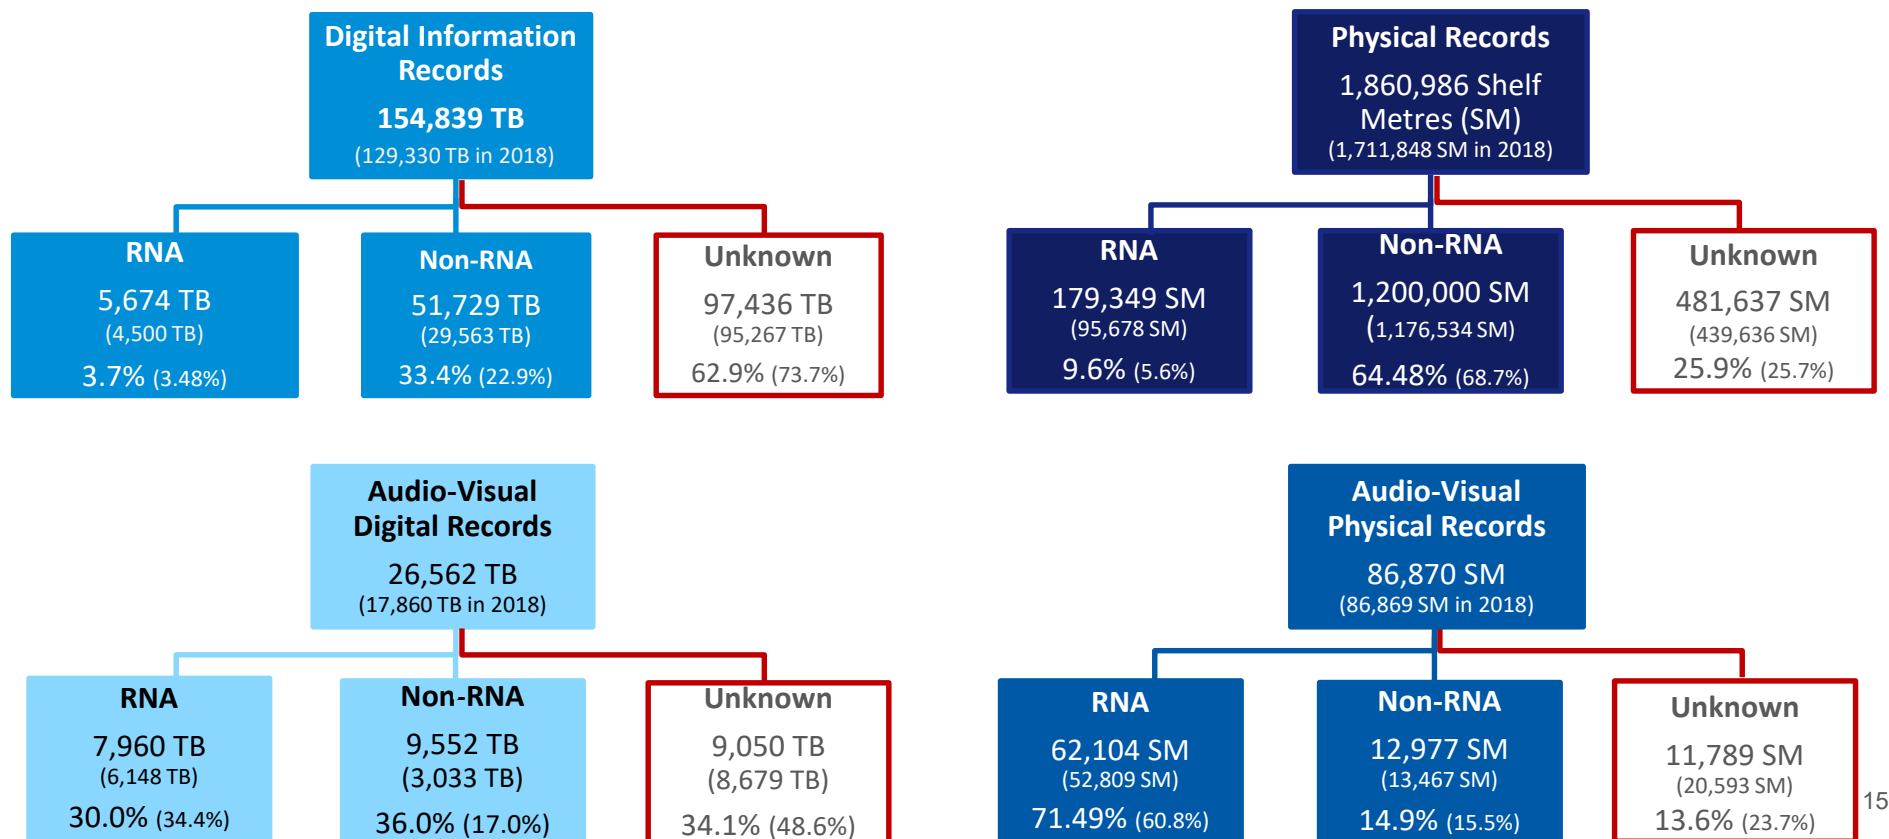 Digital Information
Records
154,839 TB
(129,330 TB in 2018)
RNA
5,674 TB
(4,500 TB)
3.7% (3.48%)
Non-RNA
51,729 TB
(29,563 TB)
33.4% (22.9%)
Unknown
97,436 TB
(95,267 TB)
62.9% (73.7%)
Physical Records
1,860,986 Shelf
Metres (SM)
(1,711,848 SM in 2018)
RNA
179,349 SM
(95,678 SM)
9.6% (5.6%)
Non-RNA
1,200,000 SM
(1,176,534 SM)
64.48% (68.7%)
Unknown
481,637 SM
(439,636 SM)
25.9% (25.7%)
Audio-Visual
Digital Records
26,562 TB
(17,860 TB in 2018)
RNA
7,960 TB
(6,148 TB)
30.0% (34.4%)
Non-RNA
9,552 TB
(3,033 TB)
36.0% (17.0%)
Unknown
9,050 TB
(8,679 TB)
34.1% (48.6%)
Audio-Visual
Physical Records
86,870 SM
(86,869 SM in 2018)
RNA
62,104 SM
(52,809 SM)
71.49% (60.8%)
Non-RNA
12,977 SM
(13,467 SM)
14.9% (15.5%)
Unknown
11,789 SM
(20,593 SM)
13.6% (23.7%)
15